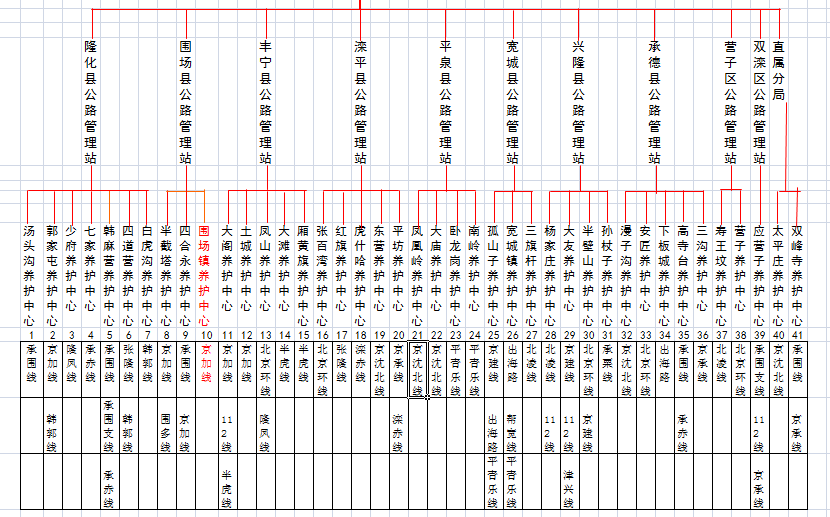 隆化县公路管理站
围场县公路管理站
丰宁县公路管理站
滦平县公路管理站
平泉县公路管理站
宽城县公路管理站
兴隆县公路管理站
承德县公路管理站
营子区公路管理站
双滦区公路管理站
直属分局
汤头沟养护中心
郭家屯养护中心
少府养护中心
七家养护中心
韩麻营养护中心
四道营养护中心
白虎沟养护中心
半截塔养护中心
四合永养护中心
围场镇养护中心
大阁养护中心
土城养护中心
凤山养护中心
大滩养护中心
厢黄旗养护中心
张百湾养护中心
红旗养护中心
虎什哈养护中心
东营养护中心
平坊养护中心
凤凰岭养护中心
大庙养护中心
卧龙岗养护中心
南岭养护中心
孤山子养护中心
宽城镇养护中心
三旗杆养护中心
杨家庄养护中心
大友养护中心
半壁山养护中心
孙杖子养护中心
漫子沟养护中心
安匠养护中心
下板城养护中心
高寺台养护中心
三沟养护中心
寿王坟养护中心
营子养护中心
应营子养护中心
太平庄养护中心
双峰寺养护中心
1 2 3 4 5 6 7 8 9 10 11 12 13 14 15 16 17 18 19 20 21 22 23 24 25 26 27 28 29 30 31 32 33 34 35 36 37 38 39 40 41
承围线
京加线
隆凤线
承赤线
承围线
张隆线
韩郭线
京加线
承围线
京加线
京加线
京加线
北京环线
半虎线
半虎线
北京环线
张隆线
滦赤线
京沈北线
京承线
京沈北线
京沈北线
平青乐线
平青乐线
京建线
出海路
北凌线
北凌线
京建线
北京环线
承栗线
京沈北线
北京环线
出海路
承围线
京承线
北凌线
北京环线
承围支线
京沈北线
承围线
韩郭线
承围支线
韩郭线
围多线
京加线
112线
隆凤线
滦赤线
出海路
帮宽线
112线
112线
京建线
承赤线
112线
京承线
承赤线
半虎线
平青乐线
平青乐线
津兴线
京承线